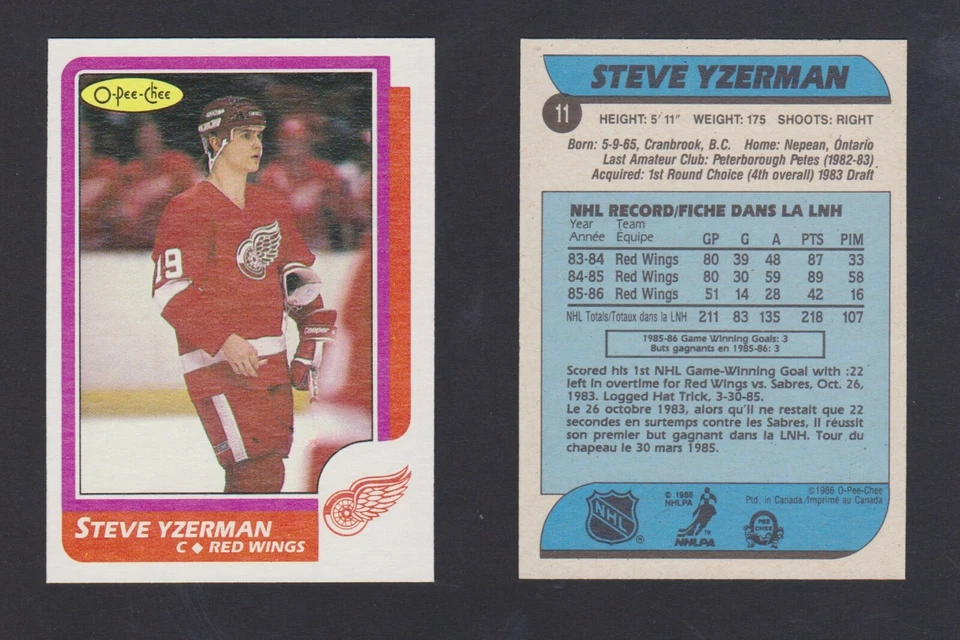 O-Pee-Chee
19
Cooper
STEVE YZERMAN
C ◆ RED WINGS
STEVE YZERMAN
11
HEIGHT: 5' 11" WEIGHT: 175 SHOOTS: RIGHT
Born: 5-9-65, Cranbrook, B.C. Home: Nepean, Ontario
Last Amateur Club: Peterborough Petes (1982-83)
Acquired: 1st Round Choice (4th overall) 1983 Draft
NHL RECORD/FICHE DANS LA LNH
Year Team
Année Équipe GP G A PTS PIM
83-84 Red Wings 80 39 48 87 33
84-85 Red Wings 80 30 59 89 58
85-86 Red Wings 51 14 28 42 16
NHL Totals/Totaux dans la LNH 211 83 135 218 107
1985-86 Game Winning Goals: 3
Buts gagnants en 1985-86: 3
Scored his 1st NHL Game-Winning Goal with :22
left in overtime for Red Wings vs. Sabres, Oct. 26,
1983. Logged Hat Trick, 3-30-85.
Le 26 octobre 1983, alors qu'il ne restait que 22
secondes en surtemps contre les Sabres, il réussit
son premier but gagnant dans la LNH. Tour du
chapeau le 30 mars 1985.
©1986 O-Pee-Chee
Ptd. in Canada/Imprimé au Canada
NHL
®
© 1986
NHLPA
NHLPA
TM
O
PEE
CHEE